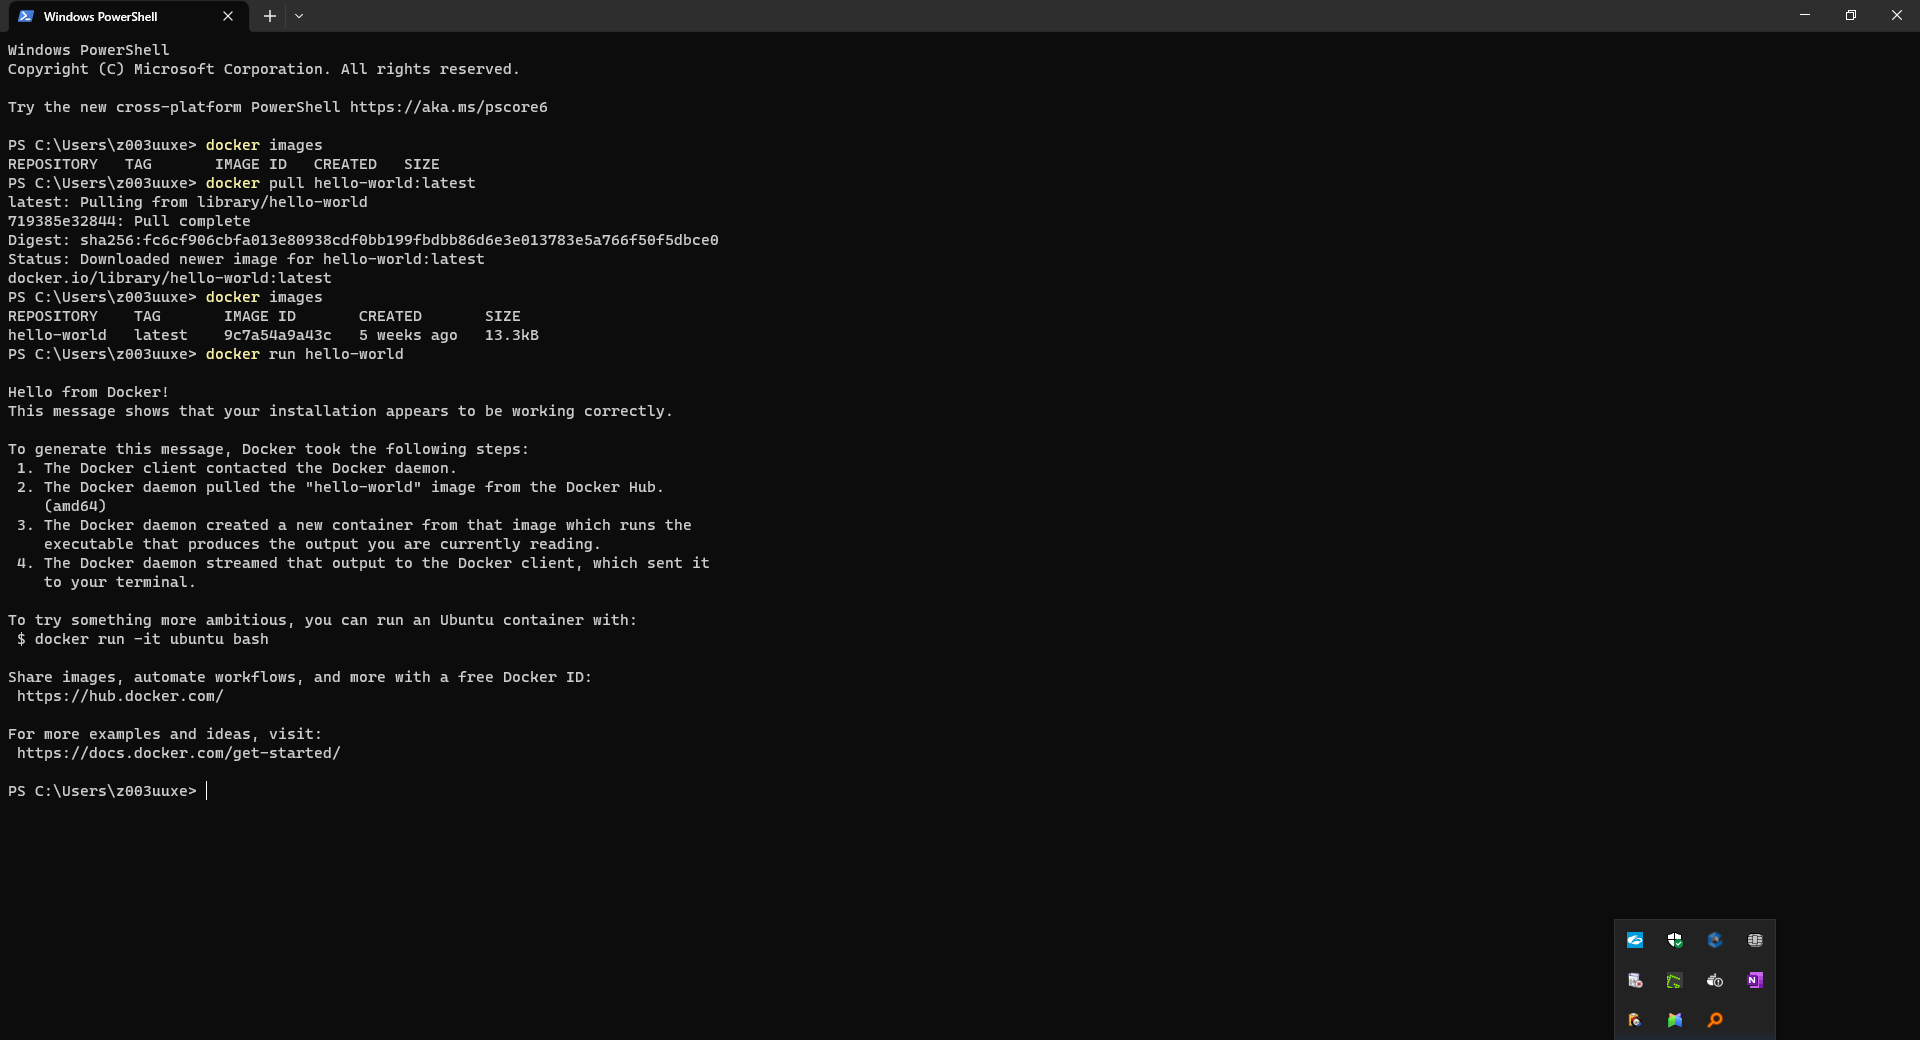 Windows PowerShell
Windows PowerShell
Copyright (C) Microsoft Corporation. All rights reserved.
Try the new cross-platform PowerShell https://aka.ms/pscore6
PS C:\Users\z003uuxe> docker images
REPOSITORY   TAG       IMAGE ID   CREATED   SIZE
PS C:\Users\z003uuxe> docker pull hello-world:latest
latest: Pulling from library/hello-world
719385e32844: Pull complete
Digest: sha256:fc6cf906cbfa013e80938cdf0bb199fbdbb86d6e3e013783e5a766f50f5dbce0
Status: Downloaded newer image for hello-world:latest
docker.io/library/hello-world:latest
PS C:\Users\z003uuxe> docker images
REPOSITORY    TAG       IMAGE ID       CREATED       SIZE
hello-world   latest    9c7a54a9a43c   5 weeks ago   13.3kB
PS C:\Users\z003uuxe> docker run hello-world
Hello from Docker!
This message shows that your installation appears to be working correctly.
To generate this message, Docker took the following steps:
 1. The Docker client contacted the Docker daemon.
 2. The Docker daemon pulled the "hello-world" image from the Docker Hub.
    (amd64)
 3. The Docker daemon created a new container from that image which runs the
    executable that produces the output you are currently reading.
 4. The Docker daemon streamed that output to the Docker client, which sent it
    to your terminal.
To try something more ambitious, you can run an Ubuntu container with:
 $ docker run -it ubuntu bash
Share images, automate workflows, and more with a free Docker ID:
 https://hub.docker.com/
For more examples and ideas, visit:
 https://docs.docker.com/get-started/
PS C:\Users\z003uuxe>
N